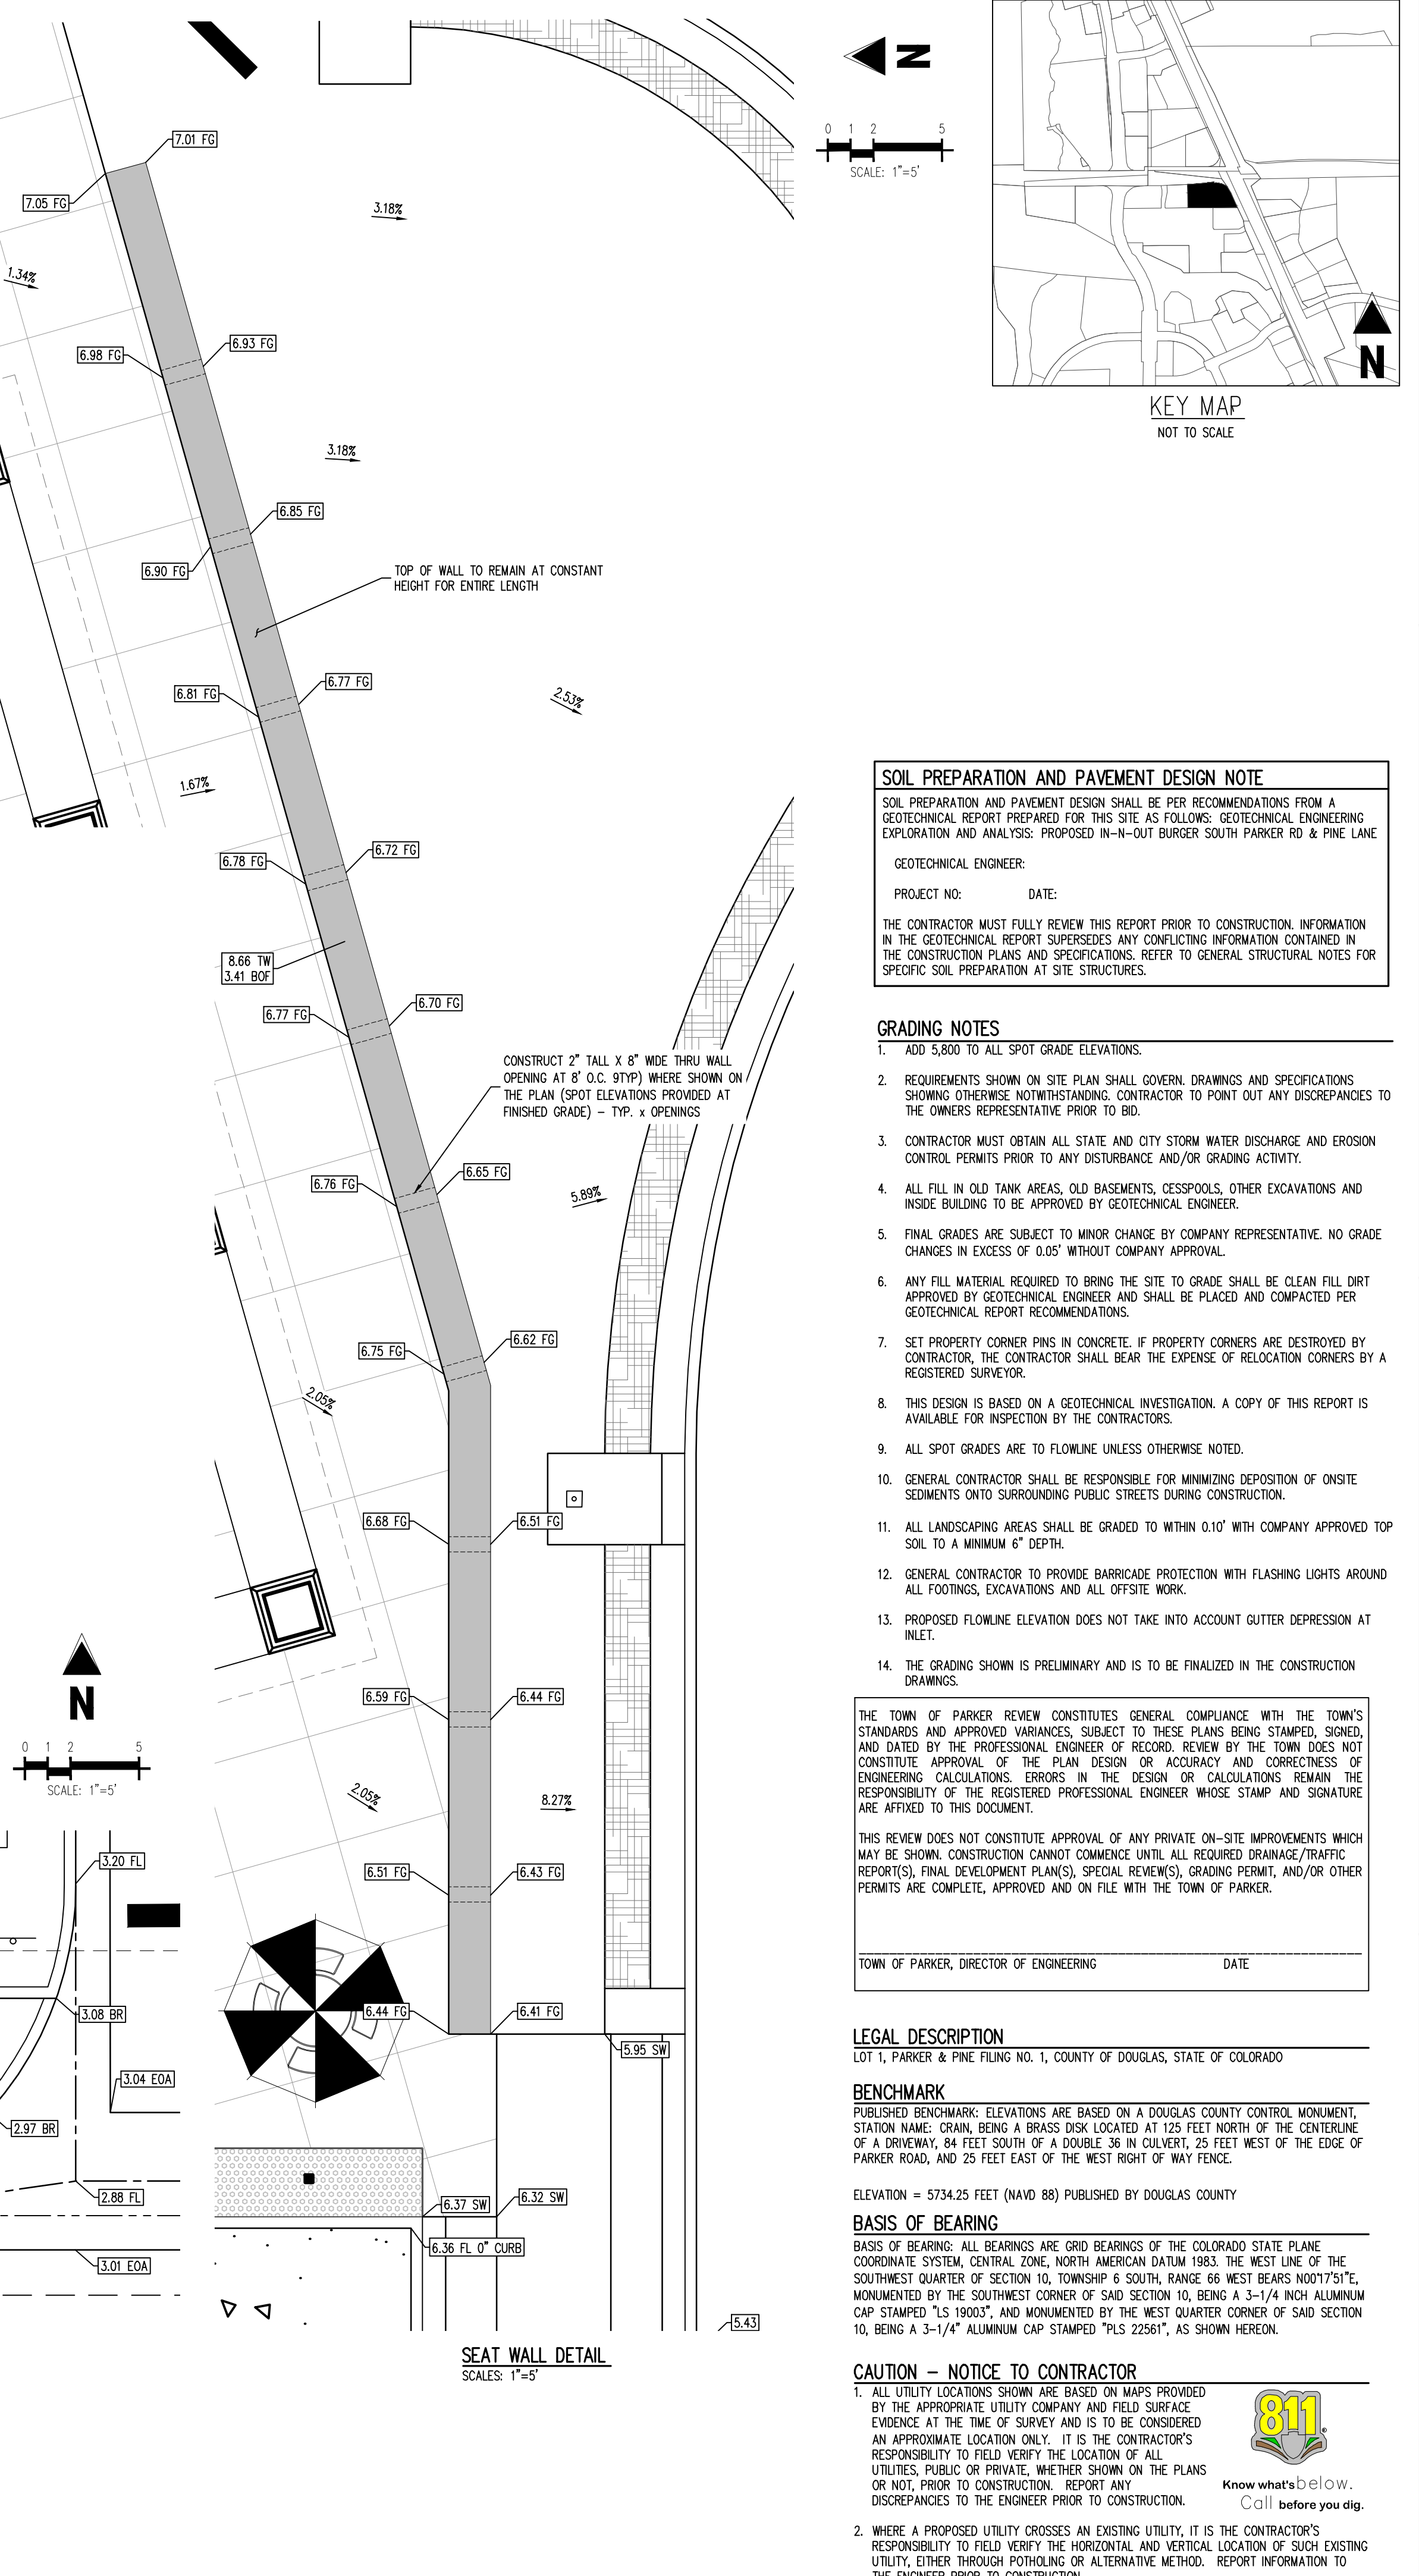 N
0 1 2 5
SCALE: 1"=5'
KEY MAP
NOT TO SCALE
N
7.01 FG
7.05 FG
3.18%
1.34%
6.93 FG
6.98 FG
3.18%
6.85 FG
6.90 FG
TOP OF WALL TO REMAIN AT CONSTANT
HEIGHT FOR ENTIRE LENGTH
6.77 FG
6.81 FG
2.53%
1.67%
6.72 FG
6.78 FG
8.66 TW
3.41 BOF
6.70 FG
6.77 FG
CONSTRUCT 2" TALL X 8" WIDE THRU WALL
OPENING AT 8' O.C. 9TYP) WHERE SHOWN ON
THE PLAN (SPOT ELEVATIONS PROVIDED AT
FINISHED GRADE) – TYP. x OPENINGS
6.65 FG
6.76 FG
5.89%
6.62 FG
6.75 FG
2.05%
6.68 FG
6.51 FG
6.59 FG
6.44 FG
2.05%
8.27%
6.51 FG
6.43 FG
6.44 FG
6.41 FG
5.95 SW
6.37 SW
6.32 SW
6.36 FL 0" CURB
5.43
SEAT WALL DETAIL
SCALES: 1"=5'
N
0 1 2 5
SCALE: 1"=5'
3.20 FL
3.08 BR
3.04 EOA
2.97 BR
2.88 FL
3.01 EOA
SOIL PREPARATION AND PAVEMENT DESIGN NOTE
SOIL PREPARATION AND PAVEMENT DESIGN SHALL BE PER RECOMMENDATIONS FROM A
GEOTECHNICAL REPORT PREPARED FOR THIS SITE AS FOLLOWS: GEOTECHNICAL ENGINEERING
EXPLORATION AND ANALYSIS: PROPOSED IN–N–OUT BURGER SOUTH PARKER RD & PINE LANE
GEOTECHNICAL ENGINEER:
PROJECT NO: DATE:
THE CONTRACTOR MUST FULLY REVIEW THIS REPORT PRIOR TO CONSTRUCTION. INFORMATION
IN THE GEOTECHNICAL REPORT SUPERSEDES ANY CONFLICTING INFORMATION CONTAINED IN
THE CONSTRUCTION PLANS AND SPECIFICATIONS. REFER TO GENERAL STRUCTURAL NOTES FOR
SPECIFIC SOIL PREPARATION AT SITE STRUCTURES.
GRADING NOTES
1. ADD 5,800 TO ALL SPOT GRADE ELEVATIONS.
2. REQUIREMENTS SHOWN ON SITE PLAN SHALL GOVERN. DRAWINGS AND SPECIFICATIONS
SHOWING OTHERWISE NOTWITHSTANDING. CONTRACTOR TO POINT OUT ANY DISCREPANCIES TO
THE OWNERS REPRESENTATIVE PRIOR TO BID.
3. CONTRACTOR MUST OBTAIN ALL STATE AND CITY STORM WATER DISCHARGE AND EROSION
CONTROL PERMITS PRIOR TO ANY DISTURBANCE AND/OR GRADING ACTIVITY.
4. ALL FILL IN OLD TANK AREAS, OLD BASEMENTS, CESSPOOLS, OTHER EXCAVATIONS AND
INSIDE BUILDING TO BE APPROVED BY GEOTECHNICAL ENGINEER.
5. FINAL GRADES ARE SUBJECT TO MINOR CHANGE BY COMPANY REPRESENTATIVE. NO GRADE
CHANGES IN EXCESS OF 0.05' WITHOUT COMPANY APPROVAL.
6. ANY FILL MATERIAL REQUIRED TO BRING THE SITE TO GRADE SHALL BE CLEAN FILL DIRT
APPROVED BY GEOTECHNICAL ENGINEER AND SHALL BE PLACED AND COMPACTED PER
GEOTECHNICAL REPORT RECOMMENDATIONS.
7. SET PROPERTY CORNER PINS IN CONCRETE. IF PROPERTY CORNERS ARE DESTROYED BY
CONTRACTOR, THE CONTRACTOR SHALL BEAR THE EXPENSE OF RELOCATION CORNERS BY A
REGISTERED SURVEYOR.
8. THIS DESIGN IS BASED ON A GEOTECHNICAL INVESTIGATION. A COPY OF THIS REPORT IS
AVAILABLE FOR INSPECTION BY THE CONTRACTORS.
9. ALL SPOT GRADES ARE TO FLOWLINE UNLESS OTHERWISE NOTED.
10. GENERAL CONTRACTOR SHALL BE RESPONSIBLE FOR MINIMIZING DEPOSITION OF ONSITE
SEDIMENTS ONTO SURROUNDING PUBLIC STREETS DURING CONSTRUCTION.
11. ALL LANDSCAPING AREAS SHALL BE GRADED TO WITHIN 0.10' WITH COMPANY APPROVED TOP
SOIL TO A MINIMUM 6" DEPTH.
12. GENERAL CONTRACTOR TO PROVIDE BARRICADE PROTECTION WITH FLASHING LIGHTS AROUND
ALL FOOTINGS, EXCAVATIONS AND ALL OFFSITE WORK.
13. PROPOSED FLOWLINE ELEVATION DOES NOT TAKE INTO ACCOUNT GUTTER DEPRESSION AT
INLET.
14. THE GRADING SHOWN IS PRELIMINARY AND IS TO BE FINALIZED IN THE CONSTRUCTION
DRAWINGS.
THE TOWN OF PARKER REVIEW CONSTITUTES GENERAL COMPLIANCE WITH THE TOWN'S
STANDARDS AND APPROVED VARIANCES, SUBJECT TO THESE PLANS BEING STAMPED, SIGNED,
AND DATED BY THE PROFESSIONAL ENGINEER OF RECORD. REVIEW BY THE TOWN DOES NOT
CONSTITUTE APPROVAL OF THE PLAN DESIGN OR ACCURACY AND CORRECTNESS OF
ENGINEERING CALCULATIONS. ERRORS IN THE DESIGN OR CALCULATIONS REMAIN THE
RESPONSIBILITY OF THE REGISTERED PROFESSIONAL ENGINEER WHOSE STAMP AND SIGNATURE
ARE AFFIXED TO THIS DOCUMENT.
THIS REVIEW DOES NOT CONSTITUTE APPROVAL OF ANY PRIVATE ON–SITE IMPROVEMENTS WHICH
MAY BE SHOWN. CONSTRUCTION CANNOT COMMENCE UNTIL ALL REQUIRED DRAINAGE/TRAFFIC
REPORT(S), FINAL DEVELOPMENT PLAN(S), SPECIAL REVIEW(S), GRADING PERMIT, AND/OR OTHER
PERMITS ARE COMPLETE, APPROVED AND ON FILE WITH THE TOWN OF PARKER.
TOWN OF PARKER, DIRECTOR OF ENGINEERING DATE
LEGAL DESCRIPTION
LOT 1, PARKER & PINE FILING NO. 1, COUNTY OF DOUGLAS, STATE OF COLORADO
BENCHMARK
PUBLISHED BENCHMARK: ELEVATIONS ARE BASED ON A DOUGLAS COUNTY CONTROL MONUMENT,
STATION NAME: CRAIN, BEING A BRASS DISK LOCATED AT 125 FEET NORTH OF THE CENTERLINE
OF A DRIVEWAY, 84 FEET SOUTH OF A DOUBLE 36 IN CULVERT, 25 FEET WEST OF THE EDGE OF
PARKER ROAD, AND 25 FEET EAST OF THE WEST RIGHT OF WAY FENCE.
ELEVATION = 5734.25 FEET (NAVD 88) PUBLISHED BY DOUGLAS COUNTY
BASIS OF BEARING
BASIS OF BEARING: ALL BEARINGS ARE GRID BEARINGS OF THE COLORADO STATE PLANE
COORDINATE SYSTEM, CENTRAL ZONE, NORTH AMERICAN DATUM 1983. THE WEST LINE OF THE
SOUTHWEST QUARTER OF SECTION 10, TOWNSHIP 6 SOUTH, RANGE 66 WEST BEARS N00°17'51"E,
MONUMENTED BY THE SOUTHWEST CORNER OF SAID SECTION 10, BEING A 3–1/4 INCH ALUMINUM
CAP STAMPED "LS 19003", AND MONUMENTED BY THE WEST QUARTER CORNER OF SAID SECTION
10, BEING A 3–1/4" ALUMINUM CAP STAMPED "PLS 22561", AS SHOWN HEREON.
CAUTION – NOTICE TO CONTRACTOR
1. ALL UTILITY LOCATIONS SHOWN ARE BASED ON MAPS PROVIDED
BY THE APPROPRIATE UTILITY COMPANY AND FIELD SURFACE
EVIDENCE AT THE TIME OF SURVEY AND IS TO BE CONSIDERED
AN APPROXIMATE LOCATION ONLY. IT IS THE CONTRACTOR'S
RESPONSIBILITY TO FIELD VERIFY THE LOCATION OF ALL
UTILITIES, PUBLIC OR PRIVATE, WHETHER SHOWN ON THE PLANS
OR NOT, PRIOR TO CONSTRUCTION. REPORT ANY
DISCREPANCIES TO THE ENGINEER PRIOR TO CONSTRUCTION.
811®
Know what's below.
Call before you dig.
2. WHERE A PROPOSED UTILITY CROSSES AN EXISTING UTILITY, IT IS THE CONTRACTOR'S
RESPONSIBILITY TO FIELD VERIFY THE HORIZONTAL AND VERTICAL LOCATION OF SUCH EXISTING
UTILITY, EITHER THROUGH POTHOLING OR ALTERNATIVE METHOD. REPORT INFORMATION TO
THE ENGINEER PRIOR TO CONSTRUCTION.